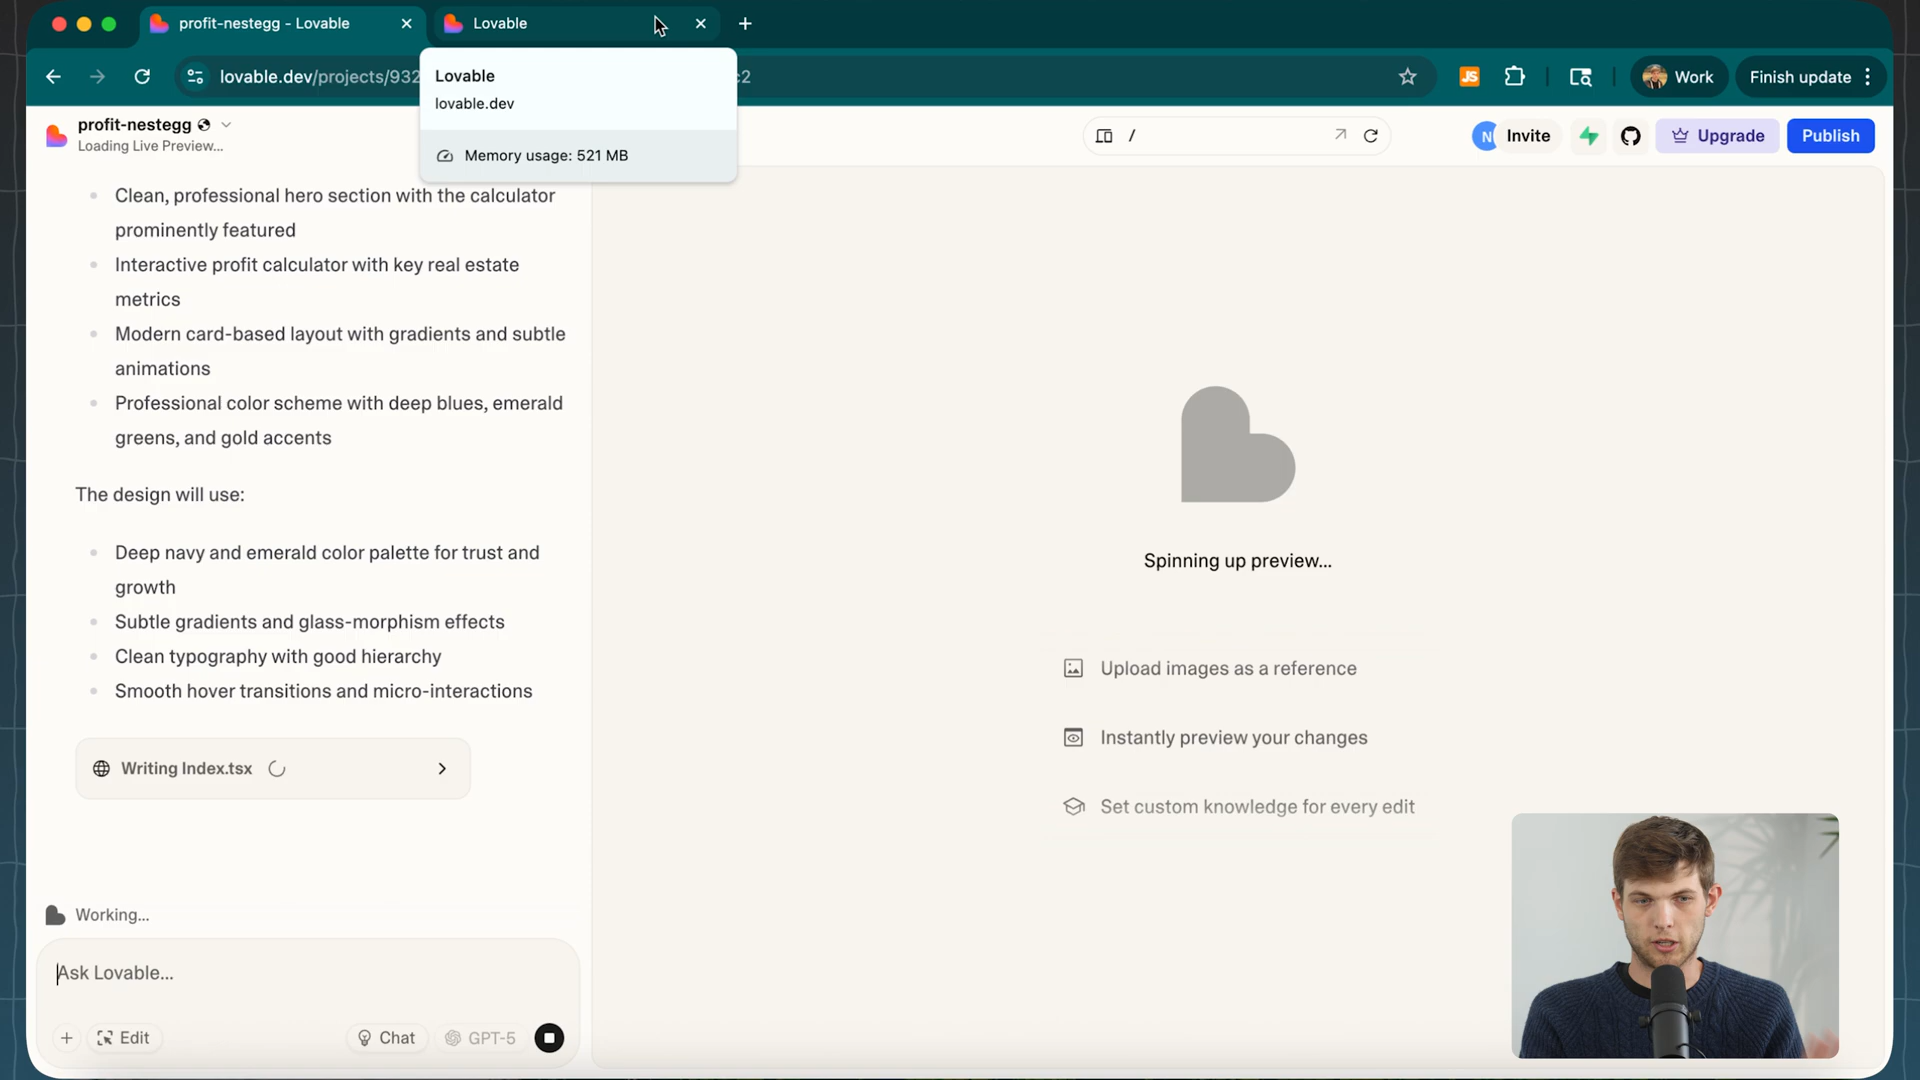 profit-nestegg - Lovable
Lovable
lovable.dev/projects/932
c2
Work
Finish update
Lovable
lovable.dev
Memory usage: 521 MB
profit-nestegg
Loading Live Preview...
/
N
Invite
Upgrade
Publish
JS
Clean, professional hero section with the calculator
prominently featured
Interactive profit calculator with key real estate
metrics
Modern card-based layout with gradients and subtle
animations
Professional color scheme with deep blues, emerald
greens, and gold accents
The design will use:
Deep navy and emerald color palette for trust and
growth
Subtle gradients and glass-morphism effects
Clean typography with good hierarchy
Smooth hover transitions and micro-interactions
Writing Index.tsx
Working...
Ask Lovable...
Edit
Chat
GPT-5
Spinning up preview...
Upload images as a reference
Instantly preview your changes
Set custom knowledge for every edit